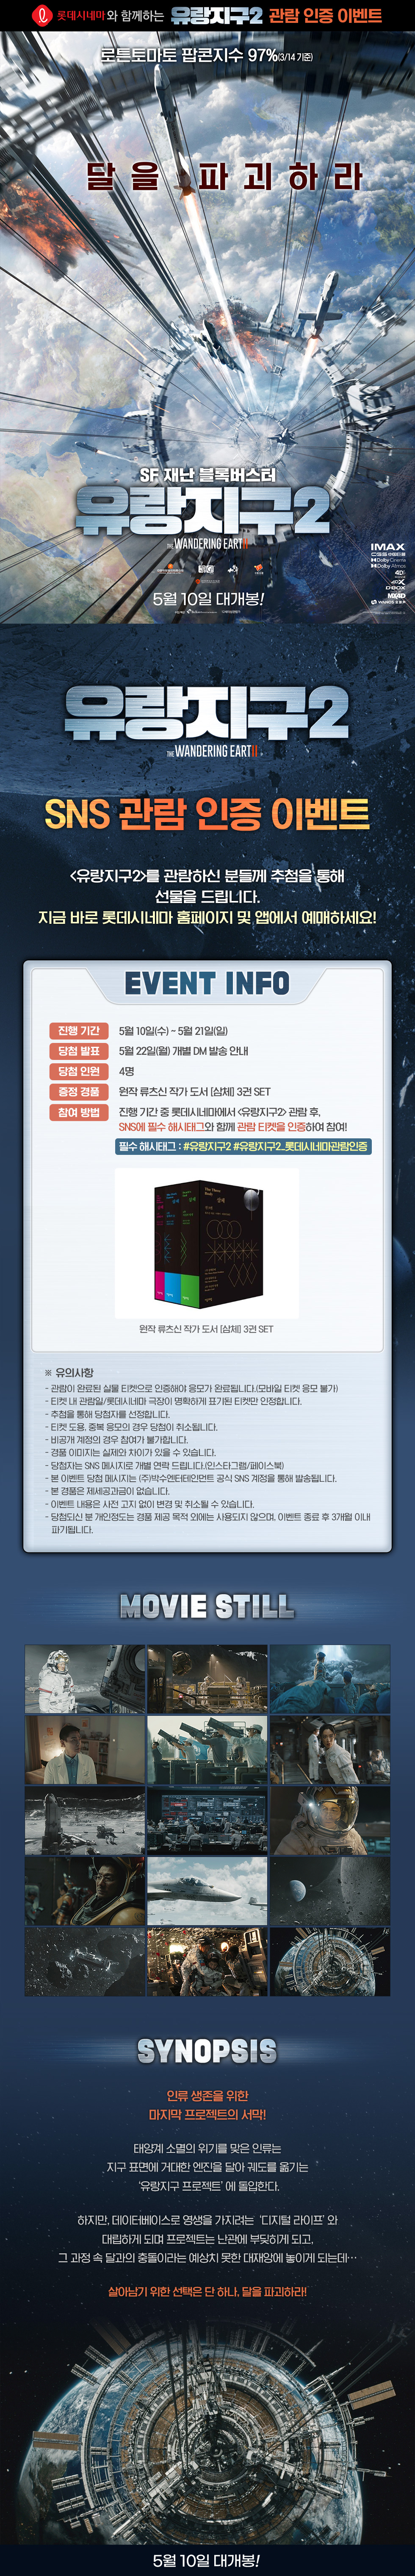 롯데시네마와 함께하는 유랑지구2 관람 인증 이벤트
로튼토마토 팝콘지수 97%(3/14 기준)
달을 파괴하라
SF 재난 블록버스터
유랑지구2
THE WANDERING EARTH II
5월 10일 대개봉!
IMAX
Dolby Cinema
Dolby Atmos
유랑지구2
THE WANDERING EARTH II
SNS 관람 인증 이벤트
<유랑지구2>를 관람하신 분들께 추첨을 통해
선물을 드립니다.
지금 바로 롯데시네마 홈페이지 및 앱에서 예매하세요!
EVENT INFO
진행 기간 5월 10일(수) ~ 5월 21일(일)
당첨 발표 5월 22일(월) 개별 DM 발송 안내
당첨 인원 4명
증정 경품 원작 류츠신 작가 도서 [삼체] 3권 SET
참여 방법 진행 기간 중 롯데시네마에서 <유랑지구2> 관람 후,
SNS에 필수 해시태그와 함께 관람 티켓을 인증하여 참여!
필수 해시태그 : #유랑지구2 #유랑지구2_롯데시네마관람인증
원작 류츠신 작가 도서 [삼체] 3권 SET
※ 유의사항
- 관람이 완료된 실물 티켓으로 인증해야 응모가 완료됩니다.(모바일 티켓 응모 불가)
- 티켓 내 관람일/롯데시네마 극장이 명확하게 표기된 티켓만 인정합니다.
- 추첨을 통해 당첨자를 선정합니다.
- 티켓 도용, 중복 응모의 경우 당첨이 취소됩니다.
- 비공개 계정의 경우 참여가 불가합니다.
- 경품 이미지는 실제와 차이가 있을 수 있습니다.
- 당첨자는 SNS 메시지로 개별 연락 드립니다.(인스타그램/페이스북)
- 본 이벤트 당첨 메시지는 (주)박수엔터테인먼트 공식 SNS 계정을 통해 발송됩니다.
- 본 경품은 제세공과금이 없습니다.
- 이벤트 내용은 사전 고지 없이 변경 및 취소될 수 있습니다.
- 당첨되신 분 개인정도는 경품 제공 목적 외에는 사용되지 않으며, 이벤트 종료 후 3개월 이내
파기됩니다.
MOVIE STILL
SYNOPSIS
인류 생존을 위한
마지막 프로젝트의 서막!
태양계 소멸의 위기를 맞은 인류는
지구 표면에 거대한 엔진을 달아 궤도를 옮기는
‘유랑지구 프로젝트’에 돌입한다.
하지만, 데이터베이스로 영생을 가지려는 ‘디지털 라이프’와
대립하게 되며 프로젝트는 난관에 부딪히게 되고,
그 과정 속 달과의 충돌이라는 예상치 못한 대재앙에 놓이게 되는데…
살아남기 위한 선택은 단 하나, 달을 파괴하라!
5월 10일 대개봉!